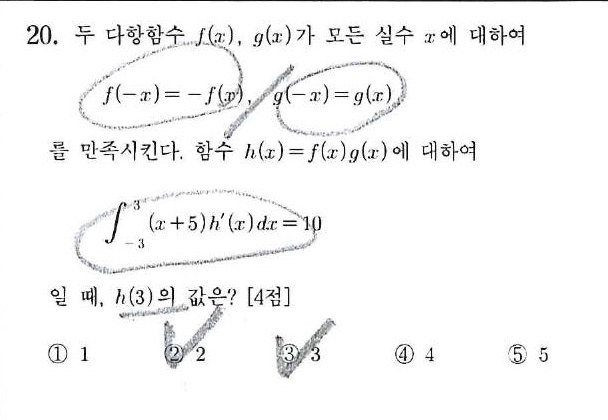 20. 두 다항함수 f(x), g(x)가 모든 실수 x에 대하여
f(-x)=-f(x), g(-x)=g(x)
를 만족시킨다. 함수 h(x)=f(x)g(x)에 대하여
∫_{-3}^{3} (x+5)h′(x)dx=10
일 때, h(3)의 값은? [4점]
① 1 ② 2 ③ 3 ④ 4 ⑤ 5